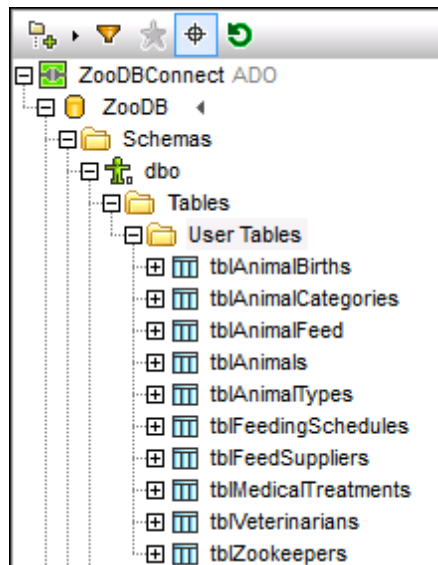 ZooDBConnect ADO
ZooDB
Schemas
dbo
Tables
User Tables
tblAnimalBirths
tblAnimalCategories
tblAnimalFeed
tblAnimals
tblAnimalTypes
tblFeedingSchedules
tblFeedSuppliers
tblMedicalTreatments
tblVeterinarians
tblZookeepers